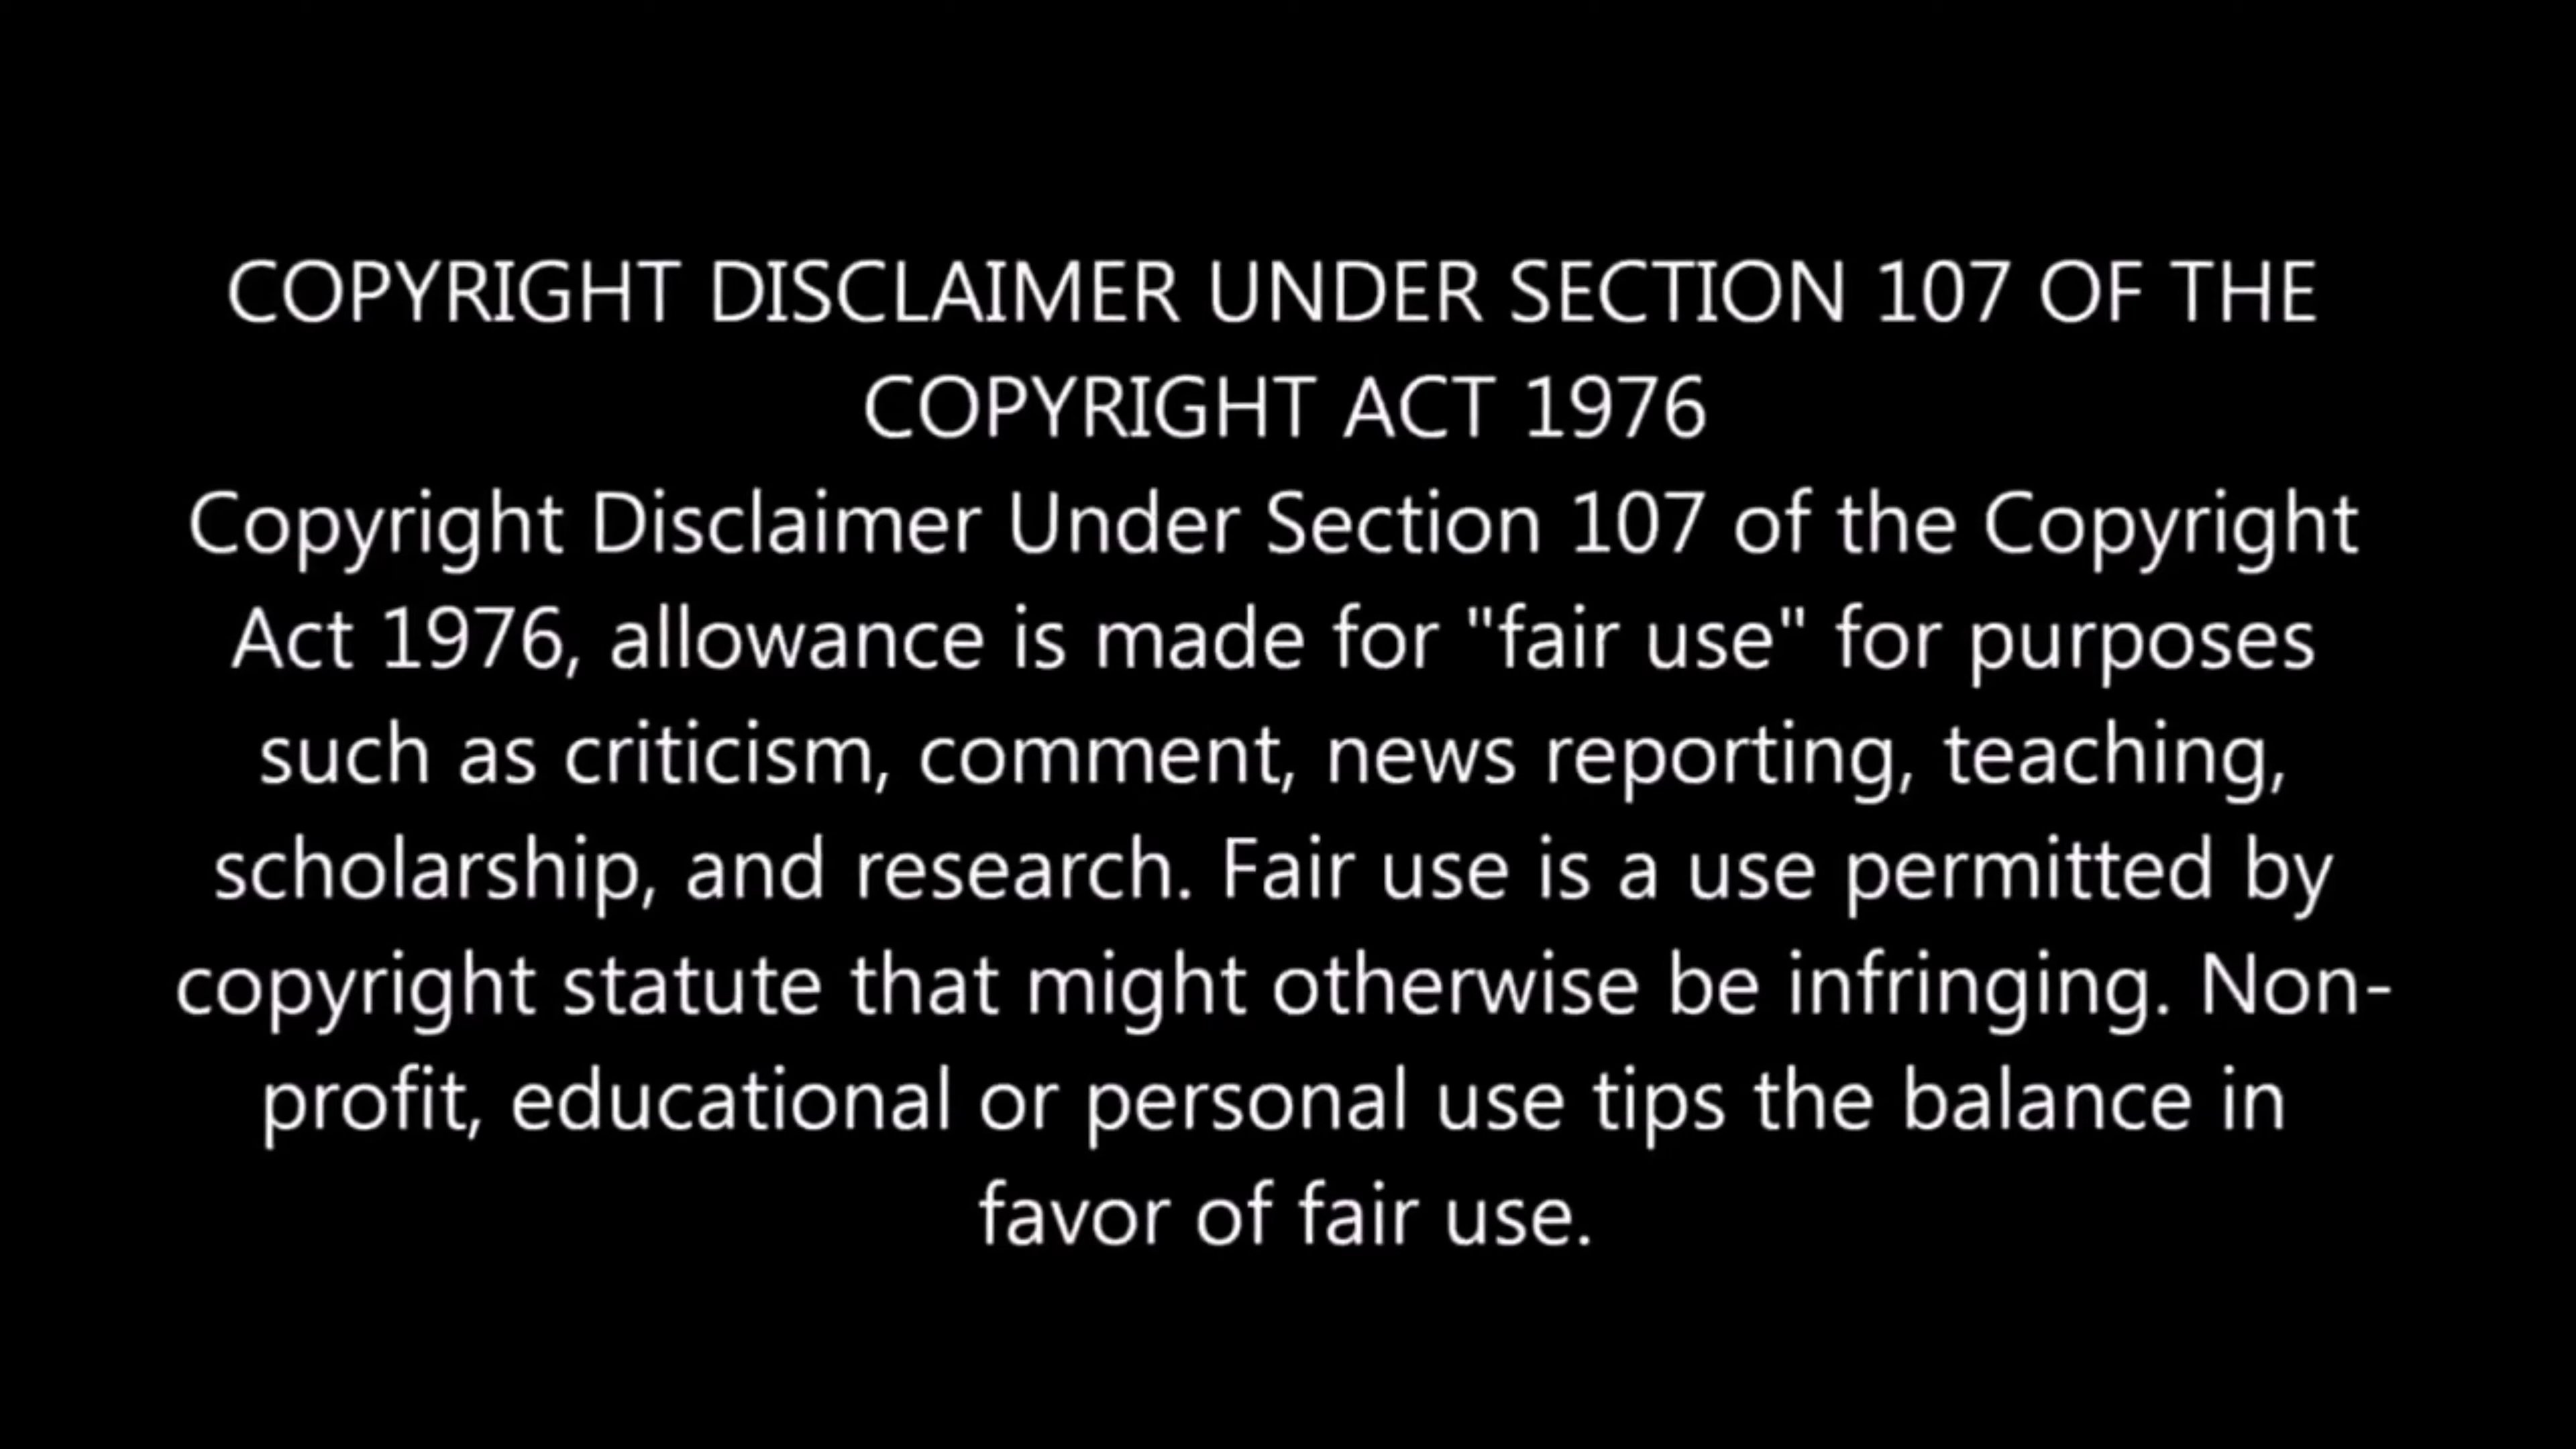 COPYRIGHT DISCLAIMER UNDER SECTION 107 OF THE
COPYRIGHT ACT 1976
Copyright Disclaimer Under Section 107 of the Copyright
Act 1976, allowance is made for "fair use" for purposes
such as criticism, comment, news reporting, teaching,
scholarship, and research. Fair use is a use permitted by
copyright statute that might otherwise be infringing. Non-
profit, educational or personal use tips the balance in
favor of fair use.